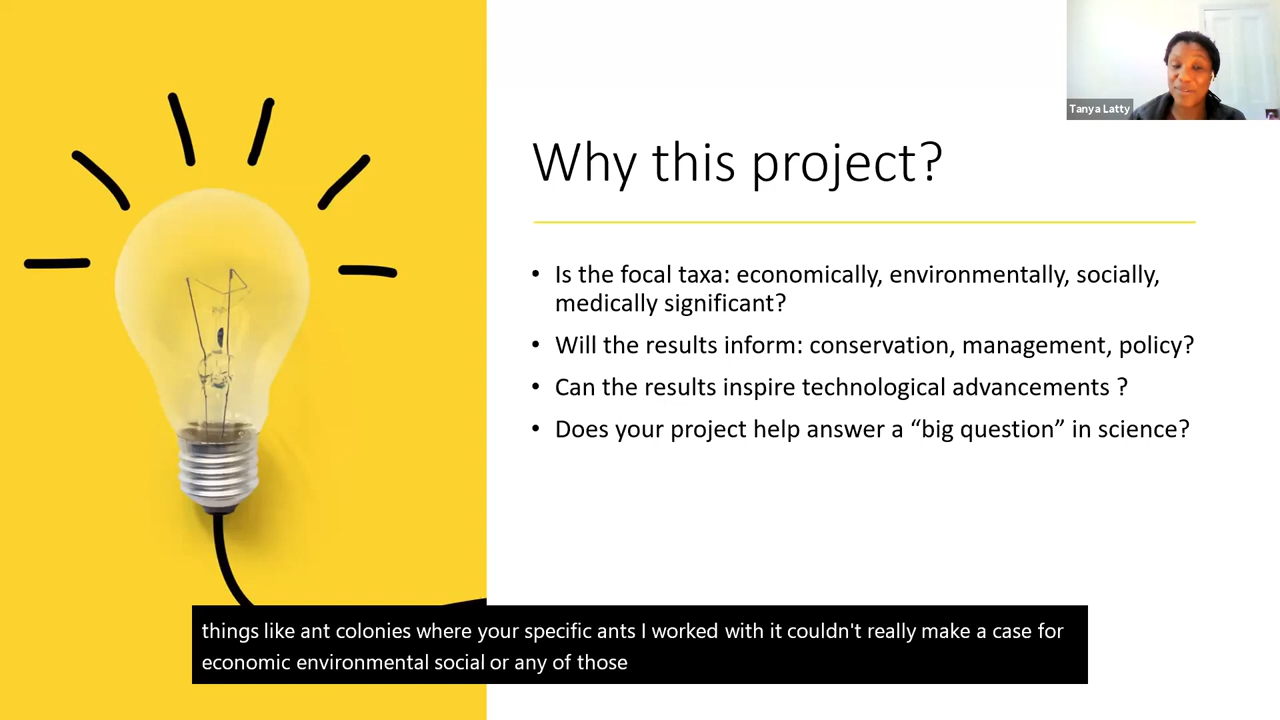 Tanya Latty
Why this project?
• Is the focal taxa: economically, environmentally, socially,
medically significant?
• Will the results inform: conservation, management, policy?
• Can the results inspire technological advancements ?
• Does your project help answer a “big question” in science?
things like ant colonies where your specific ants I worked with it couldn't really make a case for
economic environmental social or any of those